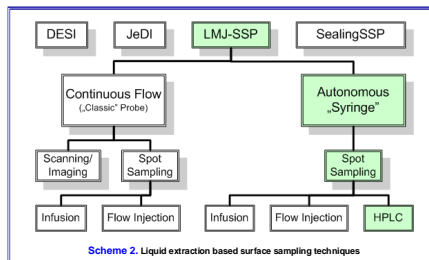 DESI JeDI LMJ-SSP SealingSSP
Continuous Flow
(„Classic" Probe)
Autonomous
„Syringe"
Scanning/
Imaging
Spot
Sampling
Spot
Sampling
Infusion Flow Injection Infusion Flow Injection HPLC
Scheme 2. Liquid extraction based surface sampling techniques